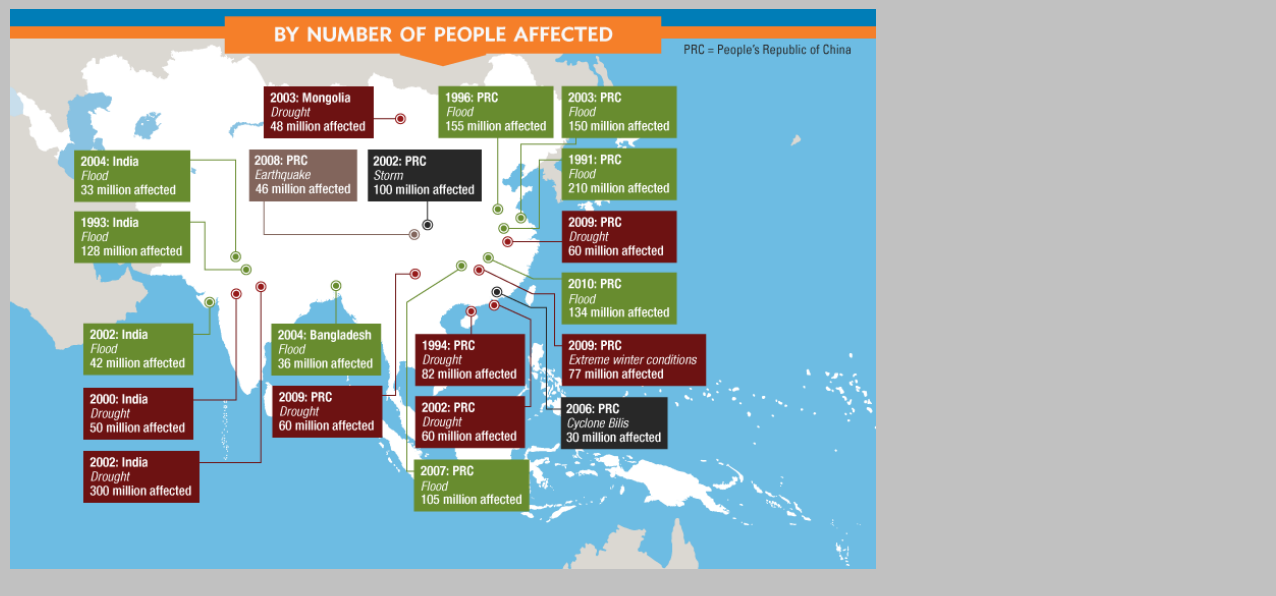 BY NUMBER OF PEOPLE AFFECTED
PRC = People's Republic of China
2003: Mongolia
Drought
48 million affected
1996: PRC
Flood
155 million affected
2003: PRC
Flood
150 million affected
2004: India
Flood
33 million affected
2008: PRC
Earthquake
46 million affected
2002: PRC
Storm
100 million affected
1991: PRC
Flood
210 million affected
1993: India
Flood
128 million affected
2009: PRC
Drought
60 million affected
2010: PRC
Flood
134 million affected
2002: India
Flood
42 million affected
2004: Bangladesh
Flood
36 million affected
1994: PRC
Drought
82 million affected
2009: PRC
Extreme winter conditions
77 million affected
2000: India
Drought
50 million affected
2009: PRC
Drought
60 million affected
2002: PRC
Drought
60 million affected
2006: PRC
Cyclone Bilis
30 million affected
2002: India
Drought
300 million affected
2007: PRC
Flood
105 million affected